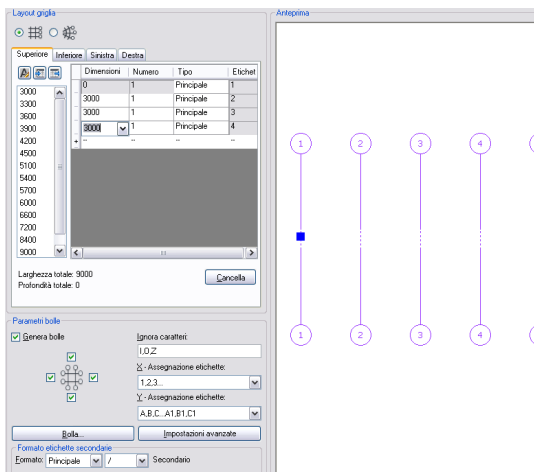 Layout griglia
Anteprima
Superiore Inferiore Sinistra Destra
Dimensioni Numero Tipo Etichet
0 1 Principale 1
3000 1 Principale 2
3000 1 Principale 3
3000 1 Principale 4
+ -- -- -- --
3000
3300
3600
3900
4200
4500
5100
5400
5700
6000
6600
7200
8400
9000
Larghezza totale: 9000
Profondità totale: 0
Cancella
1 2 3 4
1 2 3 4
Parametri bolle
Genera bolle
Ignora caratteri:
I,O,Z
X - Assegnazione etichette:
1,2,3...
Y - Assegnazione etichette:
A,B,C...A1,B1,C1
Bolla...
Impostazioni avanzate
Formato etichette secondarie
Formato: Principale / Secondario